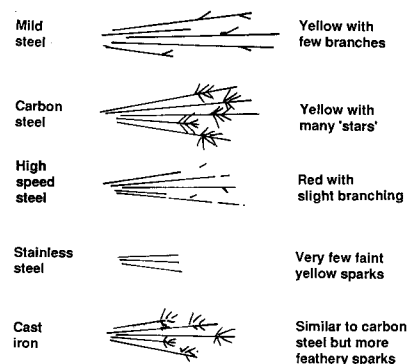 Mild
steel
Yellow with
few branches
Carbon
steel
Yellow with
many 'stars'
High
speed
steel
Red with
slight branching
Stainless
steel
Very few faint
yellow sparks
Cast
iron
Similar to carbon
steel but more
feathery sparks